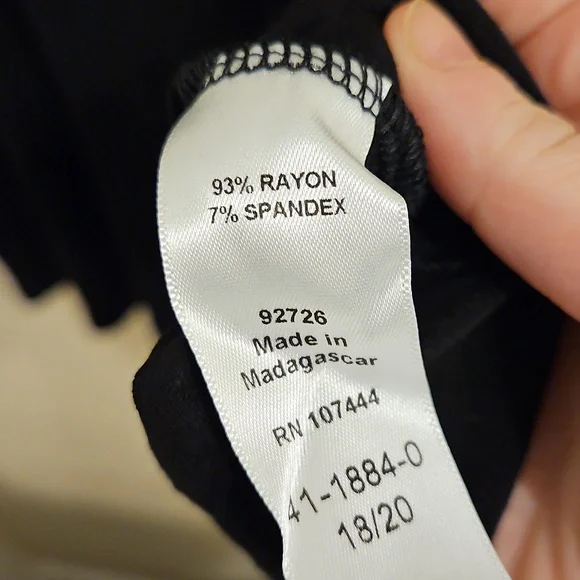 93% RAYON
7% SPANDEX
92726
Made in
Madagascar
RN 107444
41-1884-0
18/20